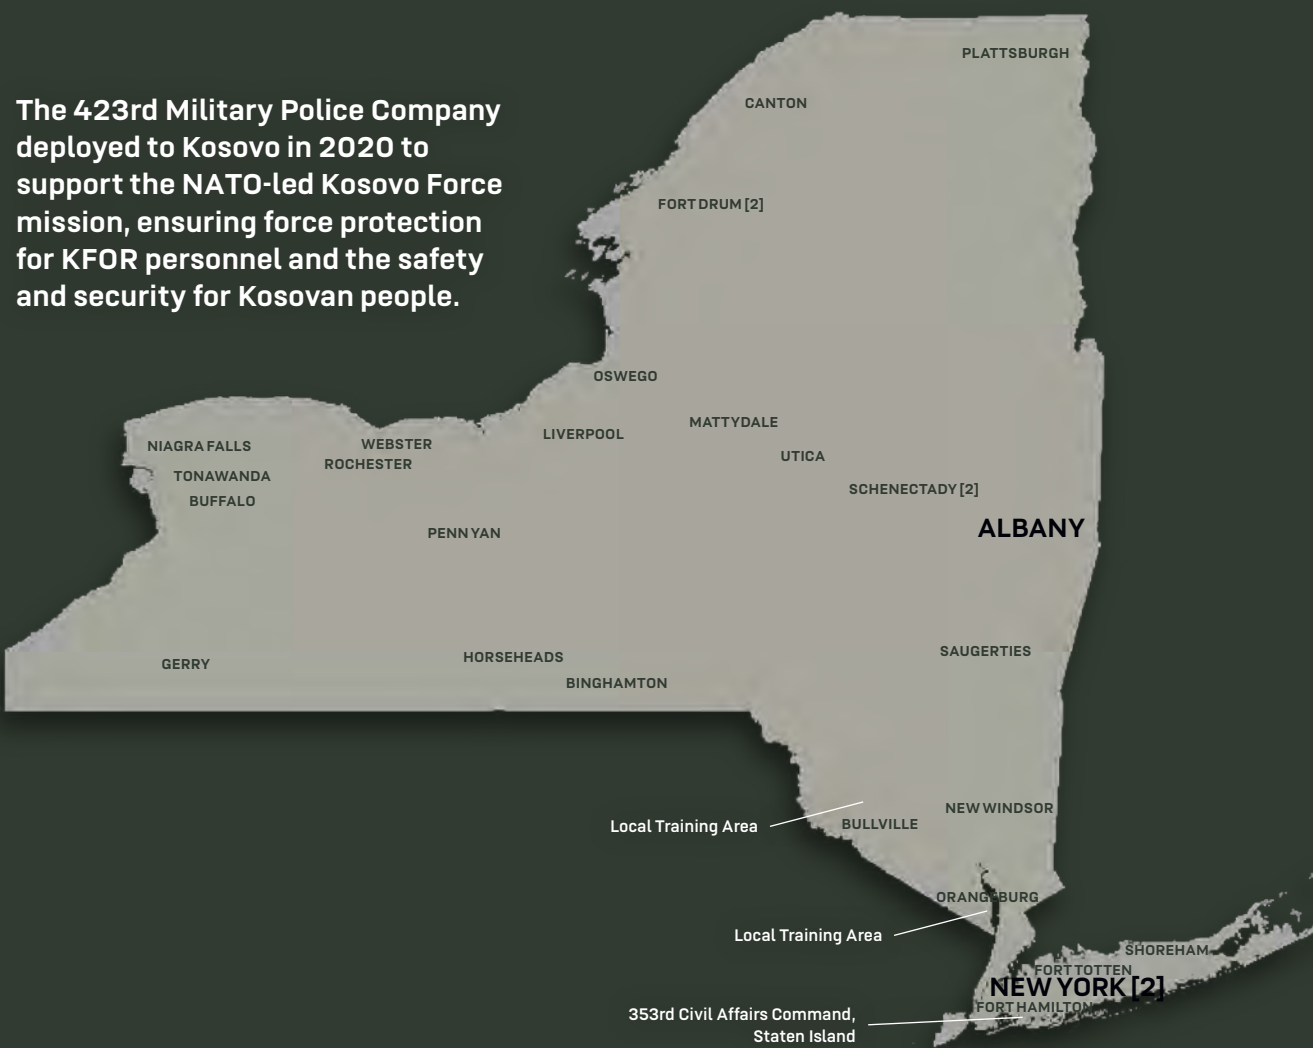 The 423rd Military Police Company
deployed to Kosovo in 2020 to
support the NATO-led Kosovo Force
mission, ensuring force protection
for KFOR personnel and the safety
and security for Kosovan people.
PLATTSBURGH
CANTON
FORT DRUM [2]
OSWEGO
MATTYDALE
LIVERPOOL
WEBSTER
NIAGRA FALLS
ROCHESTER
UTICA
TONAWANDA
SCHENECTADY [2]
BUFFALO
ALBANY
PENN YAN
SAUGERTIES
HORSEHEADS
GERRY
BINGHAMTON
NEW WINDSOR
Local Training Area
BULLVILLE
ORANGEBURG
Local Training Area
SHOREHAM
FORT TOTTEN
NEW YORK [2]
FORT HAMILTON
353rd Civil Affairs Command,
Staten Island